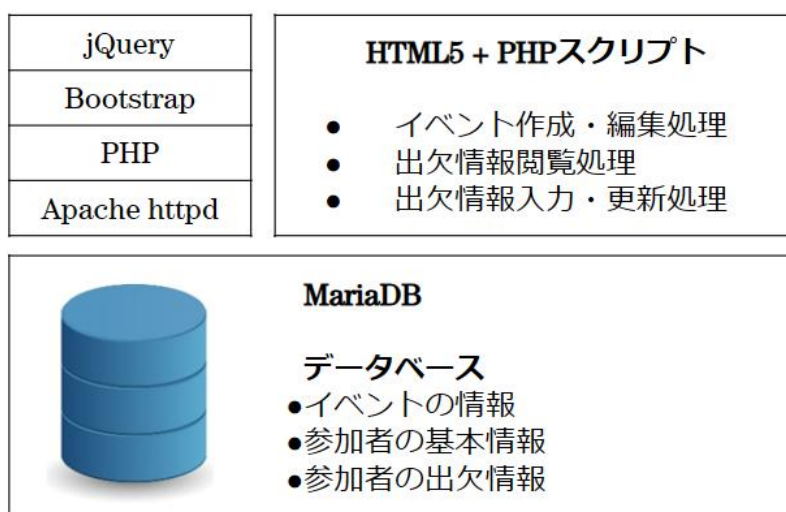 jQuery
Bootstrap
PHP
Apache httpd
HTML5 + PHPスクリプト
● イベント作成・編集処理
● 出欠情報閲覧処理
● 出欠情報入力・更新処理
MariaDB
データベース
●イベントの情報
●参加者の基本情報
●参加者の出欠情報